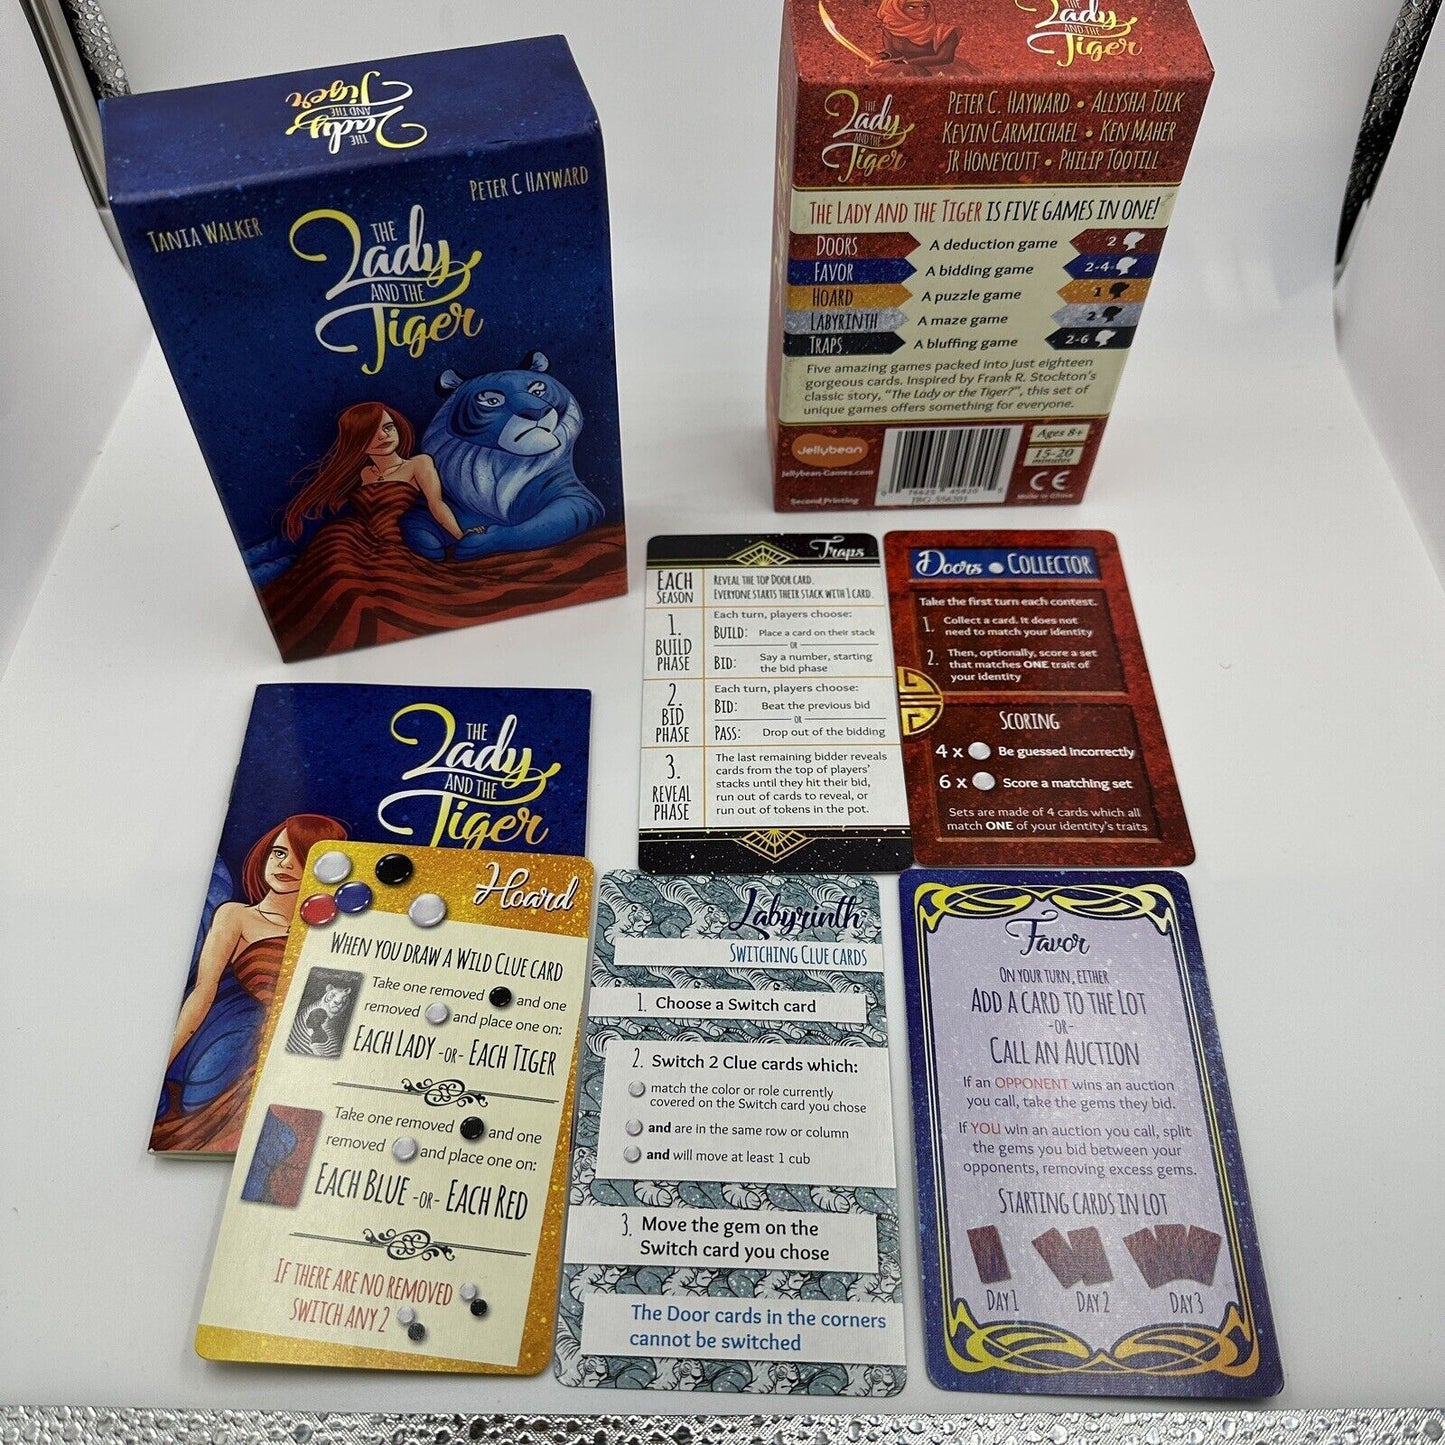 THE
Lady
AND THE
Tiger
TANIA WALKER
PETER C HAYWARD
THE
Lady
AND THE
Tiger
THE
Lady
AND THE
Tiger
THE
Lady
AND THE
Tiger
PETER C. HAYWARD • ALLYSHA TULK
KEVIN CARMICHAEL • KEN MAHER
JR HONEYCUTT • PHILIP TOOTILL
THE LADY AND THE TIGER IS FIVE GAMES IN ONE!
DOORS A deduction game 2
FAVOR A bidding game 2-4
HOARD A puzzle game 1
LABYRINTH A maze game 2
TRAPS A bluffing game 2-6
Five amazing games packed into just eighteen
gorgeous cards. Inspired by Frank R. Stockton's
classic story, "The Lady or the Tiger?", this set of
unique games offers something for everyone.
Jellybean
Jellybean-Games.com
Second Printing
JBG-SS6201
Ages 8+
15-20
minutes
CE
Made in China
Traps
EACH
SEASON
REVEAL THE TOP DOOR CARD.
EVERYONE STARTS THEIR STACK WITH 1 CARD.
1.
BUILD
PHASE
Each turn, players choose:
BUILD: Place a card on their stack
OR
BID: Say a number, starting
the bid phase
2.
BID
PHASE
Each turn, players choose:
BID: Beat the previous bid
OR
PASS: Drop out of the bidding
3.
REVEAL
PHASE
The last remaining bidder reveals
cards from the top of players'
stacks until they hit their bid,
run out of cards to reveal, or
run out of tokens in the pot.
Doors • COLLECTOR
Take the first turn each contest.
1. Collect a card. It does not
need to match your identity
2. Then, optionally, score a set
that matches ONE trait of
your identity
SCORING
4 x Be guessed incorrectly
6 x Score a matching set
Sets are made of 4 cards which all
match ONE of your identity's traits
THE
Lady
AND THE
Tiger
Hoard
WHEN YOU DRAW A WILD CLUE CARD
Take one removed and one
removed and place one on:
EACH LADY -OR- EACH TIGER
Take one removed and one
removed and place one on:
EACH BLUE -OR- EACH RED
IF THERE ARE NO REMOVED
SWITCH ANY 2
Labyrinth
SWITCHING CLUE CARDS
1. Choose a Switch card
2. Switch 2 Clue cards which:
match the color or role currently
covered on the Switch card you chose
and are in the same row or column
and will move at least 1 cub
3. Move the gem on the
Switch card you chose
The Door cards in the corners
cannot be switched
Favor
ON YOUR TURN, EITHER
ADD A CARD TO THE LOT
-OR-
CALL AN AUCTION
If an OPPONENT wins an auction
you call, take the gems they bid.
If YOU win an auction you call, split
the gems you bid between your
opponents, removing excess gems.
STARTING CARDS IN LOT
DAY 1 DAY 2 DAY 3